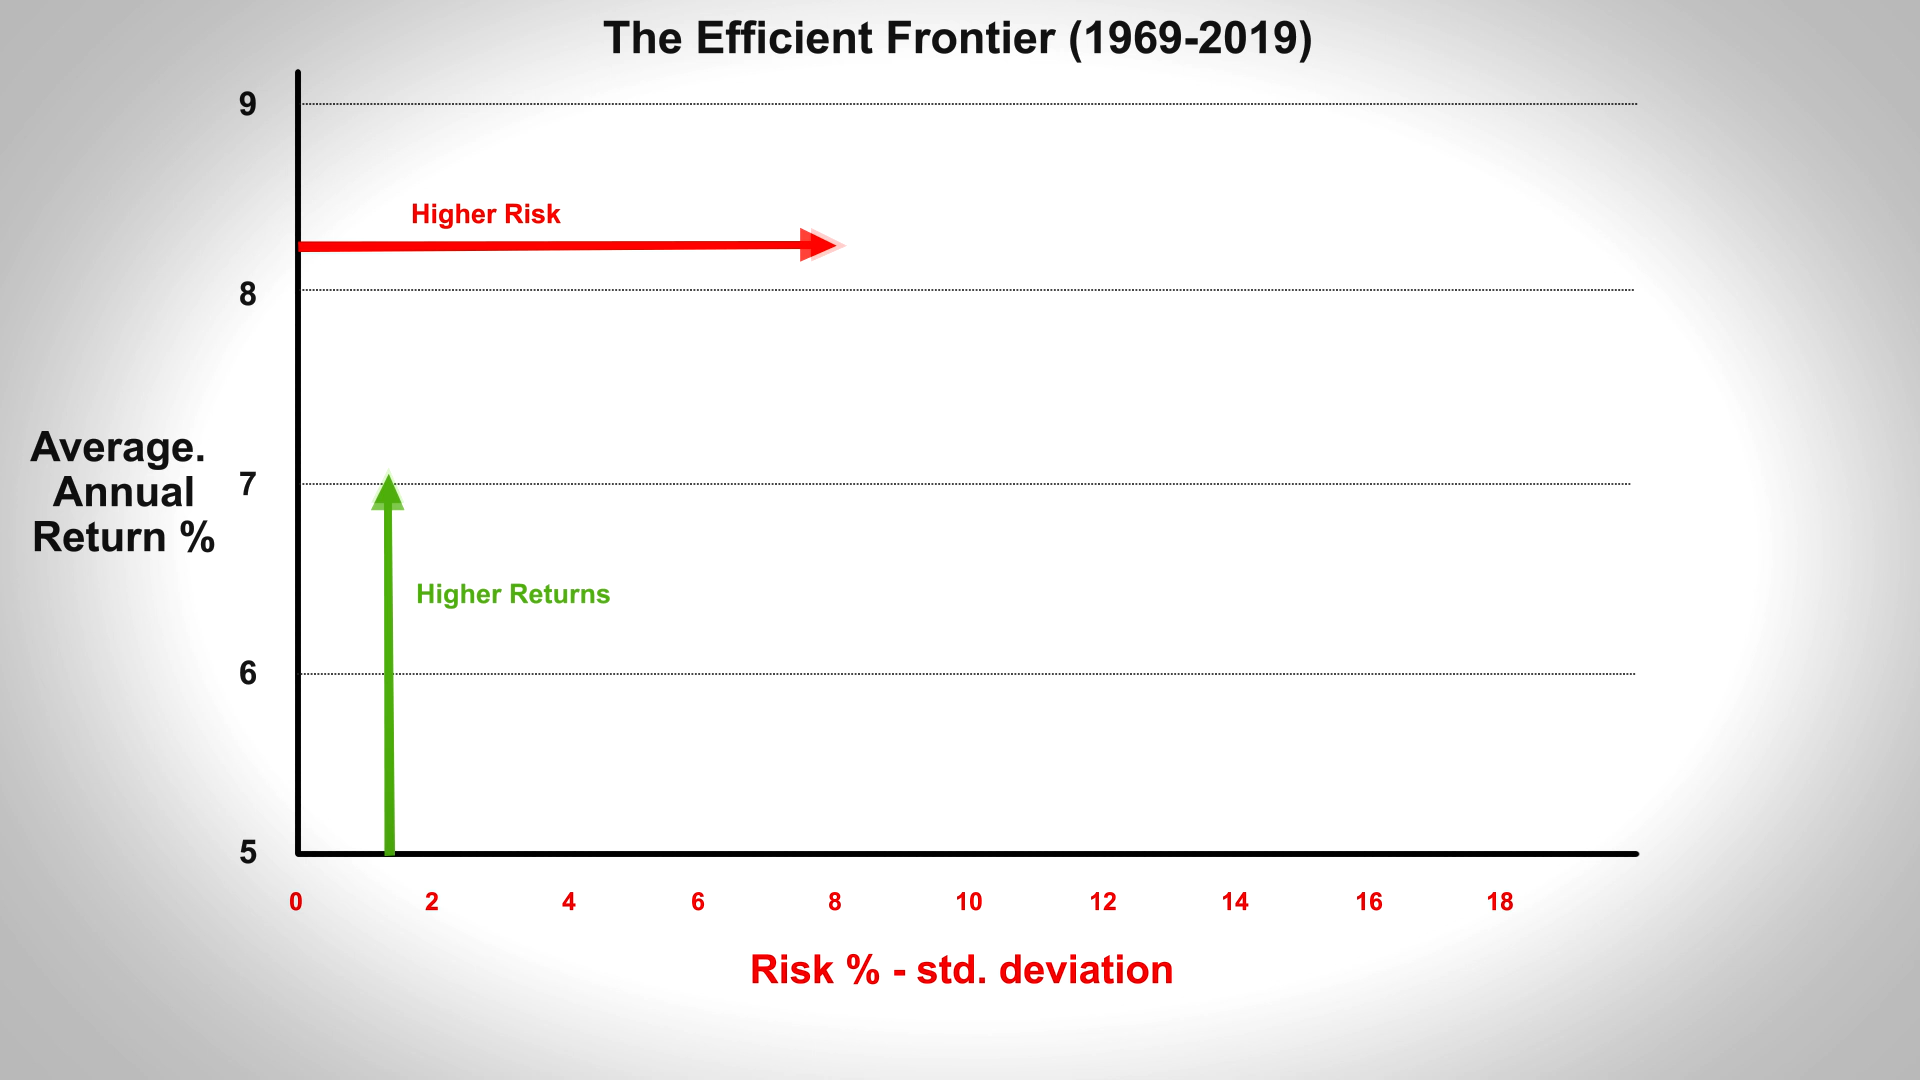 The Efficient Frontier (1969-2019)
9
Higher Risk
8
Average.
Annual
Return %
7
Higher Returns
6
5
0 2 4 6 8 10 12 14 16 18
Risk % - std. deviation